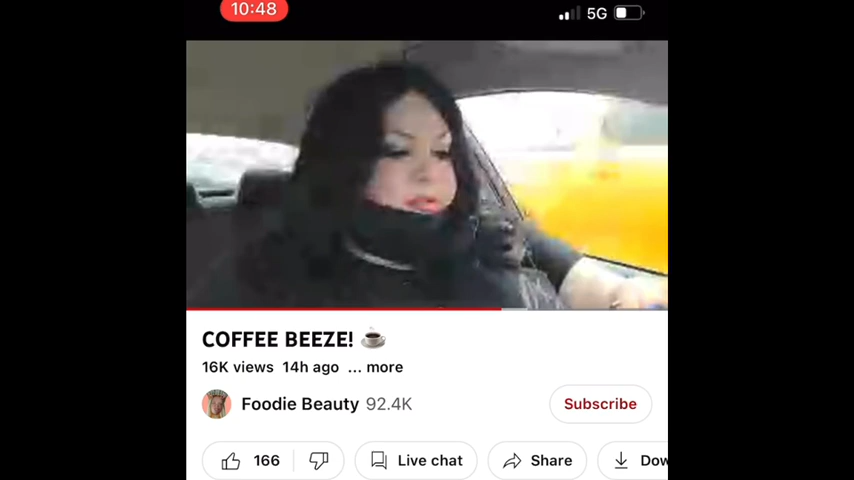 10:48 5G
COFFEE BEEZE! ☕
16K views 14h ago ... more
Foodie Beauty 92.4K Subscribe
166 Live chat Share Dow